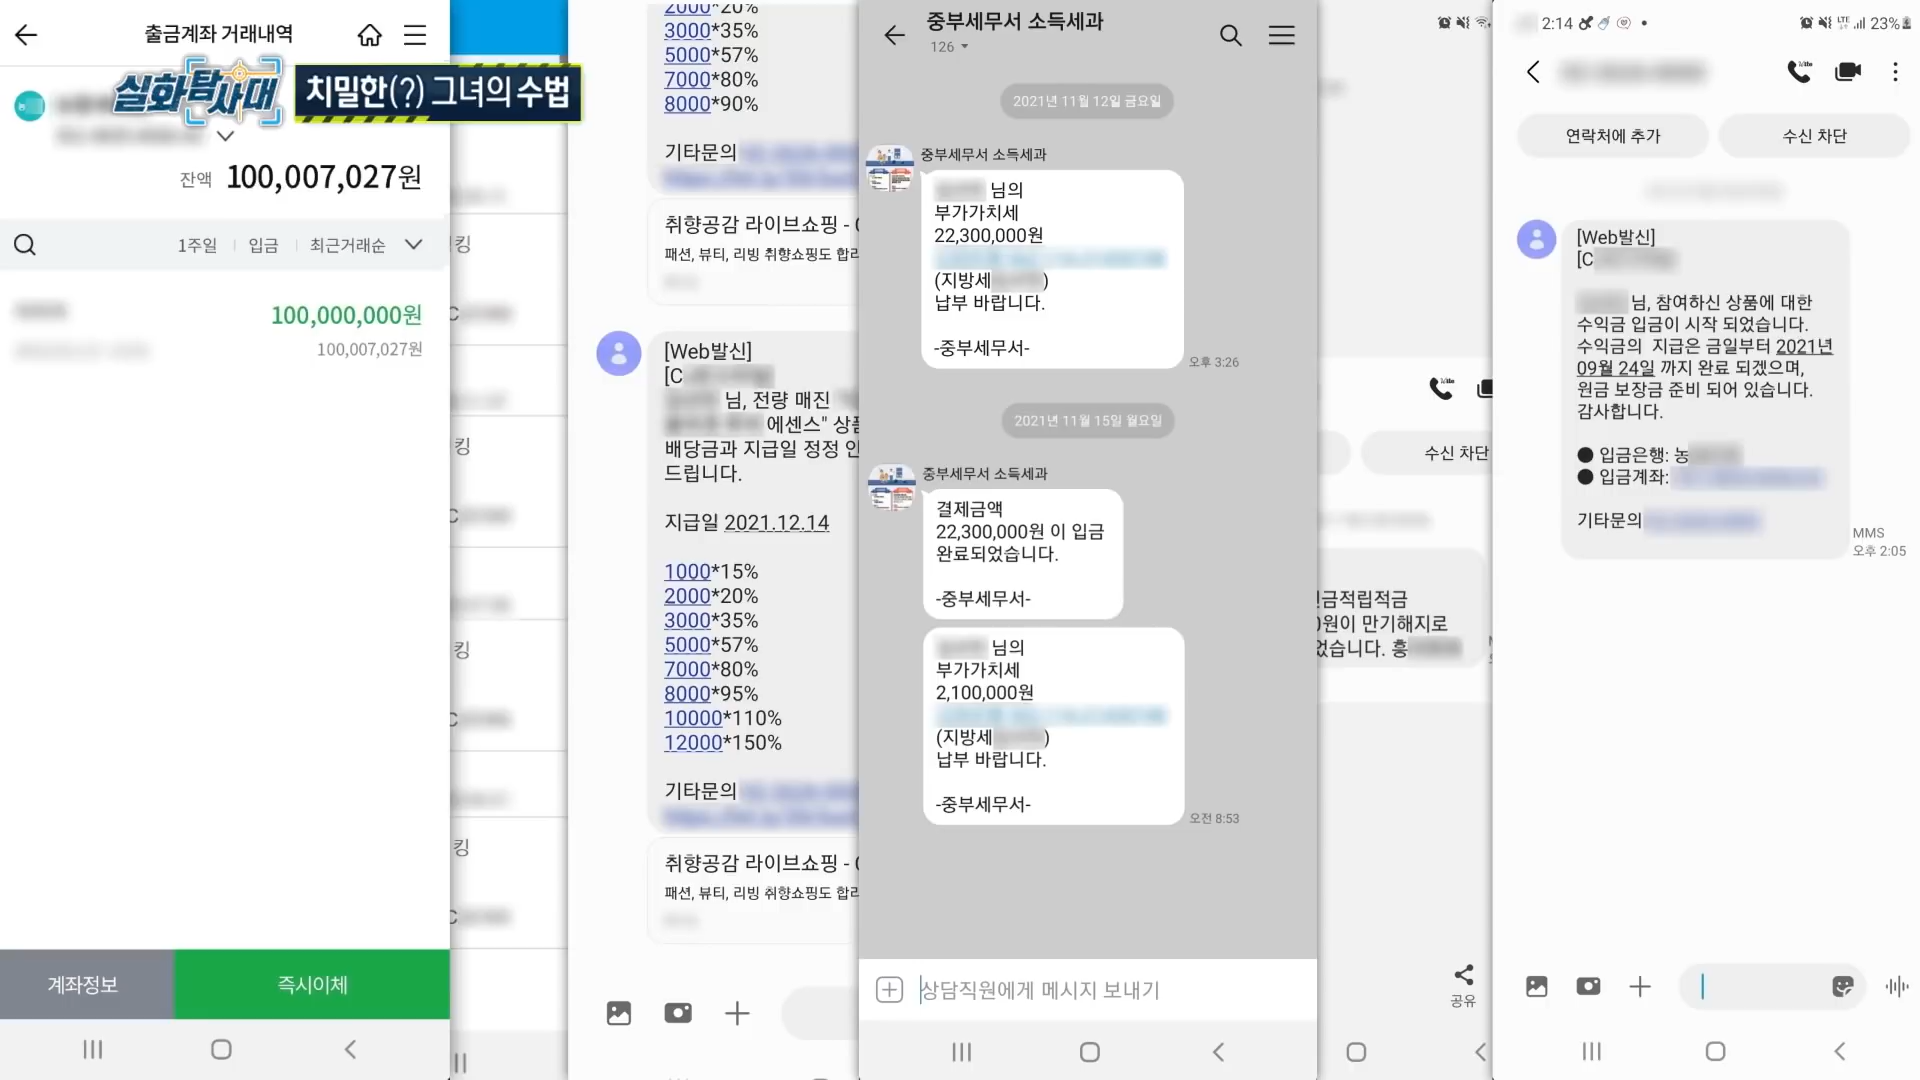 출금계좌 거래내역
실화탐사대
치밀한(?) 그녀의 수법
잔액 100,007,027원
1주일 입금 최근거래순
100,000,000원
100,007,027원
계좌정보
즉시이체
킹
C
킹
C
킹
C
킹
C
2000*20%
3000*35%
5000*57%
7000*80%
8000*90%
기타문의
취향공감 라이브쇼핑 -
패션, 뷰티, 리빙 취향쇼핑도
[Web발신]
[C
님, 전량 매진
에센스"
배당금과 지급일 정정
드립니다.
지급일 2021.12.14
1000*15%
2000*20%
3000*35%
5000*57%
7000*80%
8000*95%
10000*110%
12000*150%
기타문의
취향공감 라이브쇼핑 -
패션, 뷰티, 리빙 취향쇼핑도
중부세무서 소득세과
126
2021년 11월 12일 금요일
중부세무서 소득세과
님의
부가가치세
22,300,000원
(지방세 )
납부 바랍니다.
-중부세무서-
오후 3:26
2021년 11월 15일 월요일
중부세무서 소득세과
결제금액
22,300,000원 이 입금
완료되었습니다.
-중부세무서-
님의
부가가치세
2,100,000원
(지방세 )
납부 바랍니다.
-중부세무서-
오전 8:53
상담직원에게 메시지 보내기
수신 차단
금적립적금
원이 만기해지로
었습니다. 흥
공유
2:14
LTE
23%
연락처에 추가
수신 차단
[Web발신]
[C
님, 참여하신 상품에 대한
수익금 입금이 시작 되었습니다.
수익금의 지급은 금일부터 2021년
09월 24일 까지 완료 되겠으며,
원금 보장금 준비 되어 있습니다.
감사합니다.
● 입금은행: 농
● 입금계좌:
기타문의
MMS
오후 2:05